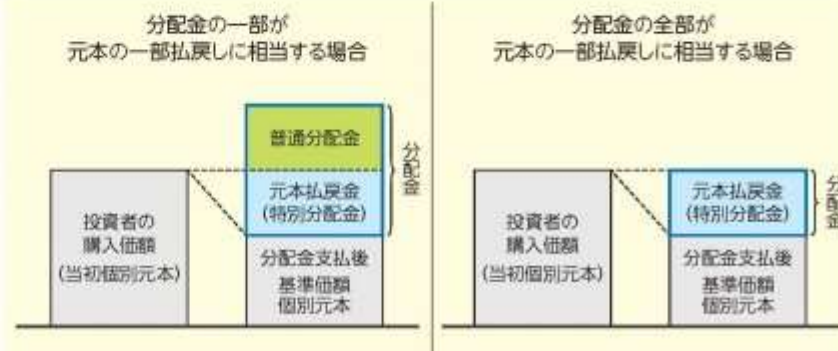 分配金の一部が
元本の一部払戻しに相当する場合
普通分配金
元本払戻金
(特別分配金)
分配金
投資者の
購入価額
(当初個別元本)
分配金支払後
基準価額
個別元本
分配金の全部が
元本の一部払戻しに相当する場合
元本払戻金
(特別分配金)
分配金
投資者の
購入価額
(当初個別元本)
分配金支払後
基準価額
個別元本